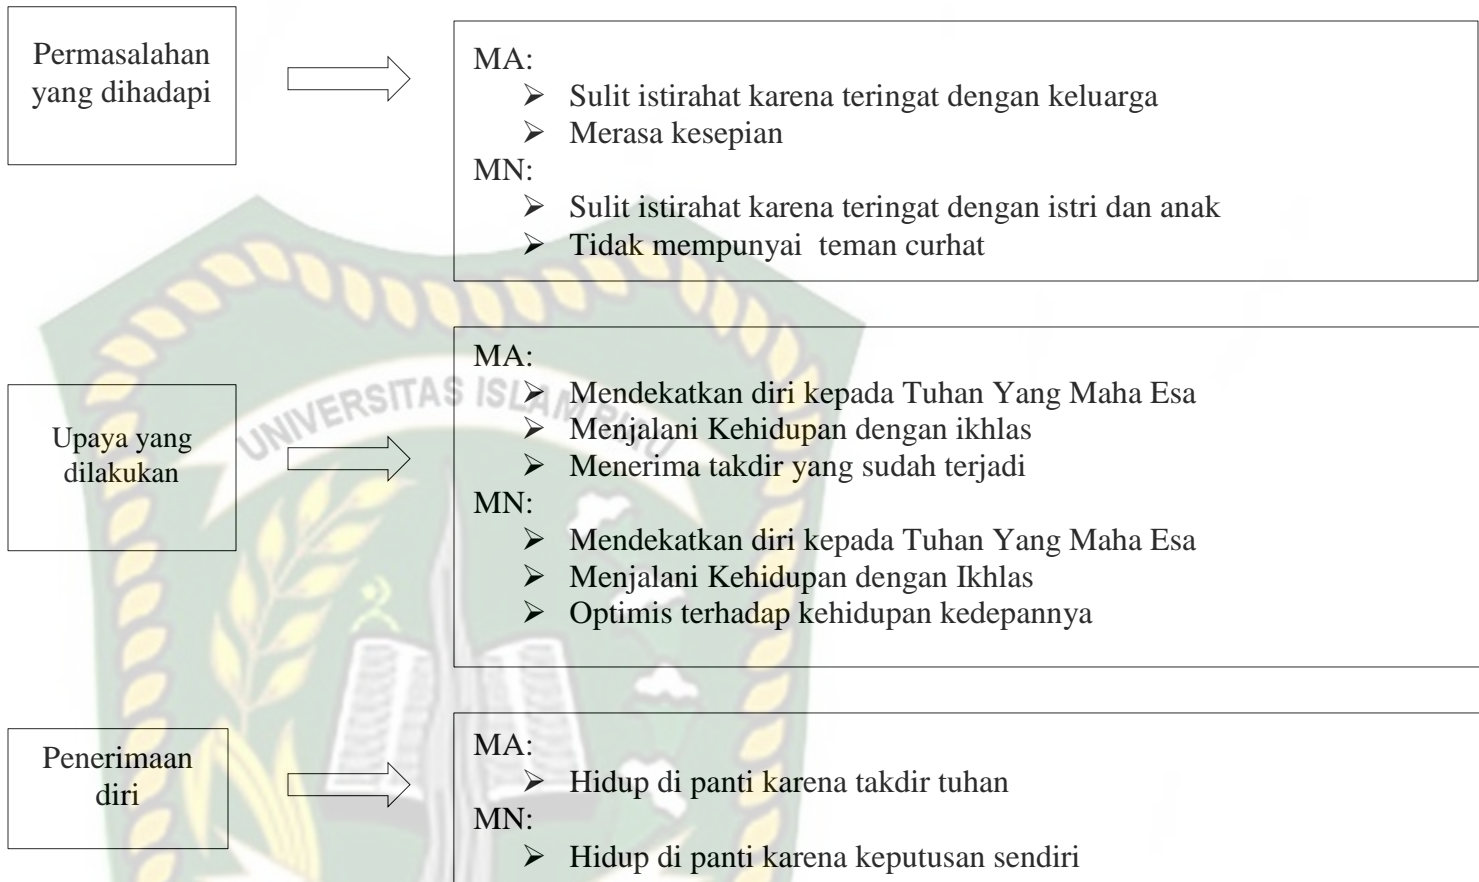 Permasalahan
yang dihadapi
MA:
➢ Sulit istirahat karena teringat dengan keluarga
➢ Merasa kesepian
MN:
➢ Sulit istirahat karena teringat dengan istri dan anak
➢ Tidak mempunyai teman curhat
Upaya yang
dilakukan
MA:
➢ Mendekatkan diri kepada Tuhan Yang Maha Esa
➢ Menjalani Kehidupan dengan ikhlas
➢ Menerima takdir yang sudah terjadi
MN:
➢ Mendekatkan diri kepada Tuhan Yang Maha Esa
➢ Menjalani Kehidupan dengan Ikhlas
➢ Optimis terhadap kehidupan kedepannya
UNIVERSITAS ISLAM RIAU
Penerimaan
diri
MA:
➢ Hidup di panti karena takdir tuhan
MN:
➢ Hidup di panti karena keputusan sendiri